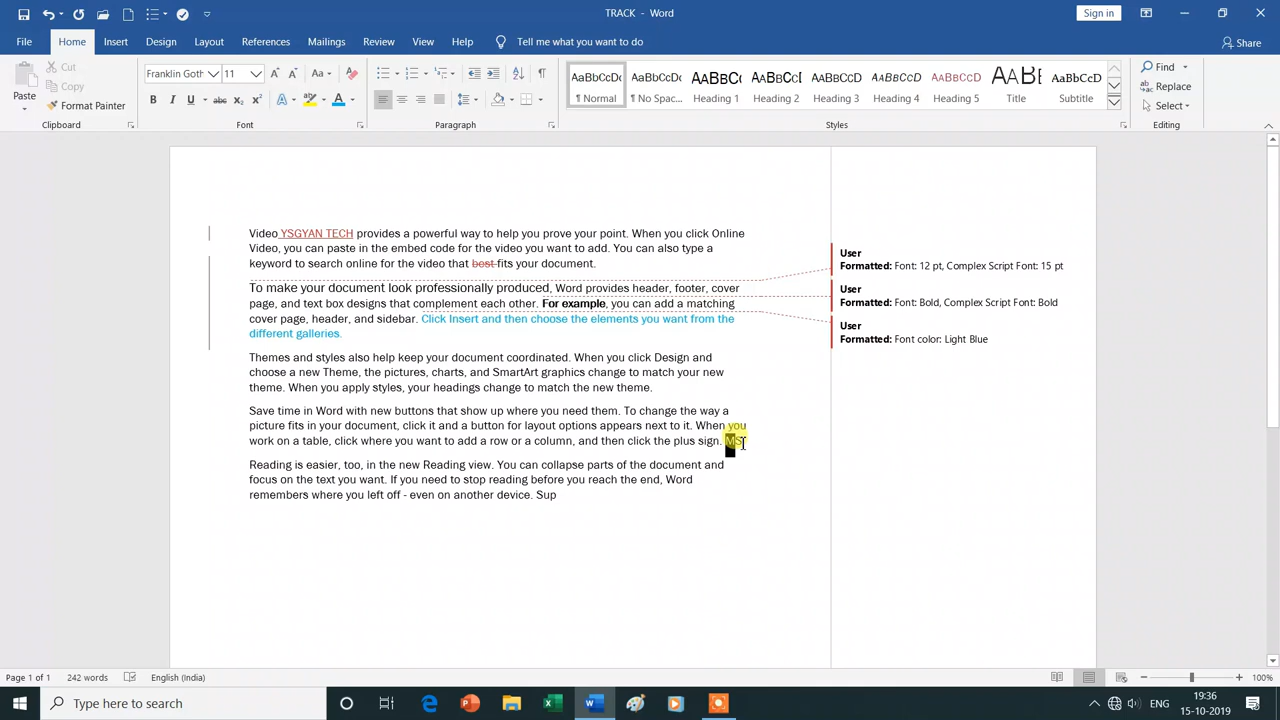 TRACK - Word
Sign in
File Home Insert Design Layout References Mailings Review View Help Tell me what you want to do Share
Paste
Cut
Copy
Format Painter
Clipboard
Franklin Goth 11
Font
Paragraph
AaBbCcDc AaBbCcDc AaBbC AaBbCcI AaBbCcDD AaBbCcDD AaBbCcDD AaBb AaBbCcDD
¶ Normal ¶ No Spac... Heading 1 Heading 2 Heading 3 Heading 4 Heading 5 Title Subtitle
Styles
Find
Replace
Select
Editing
Video YSGYAN TECH provides a powerful way to help you prove your point. When you click Online
Video, you can paste in the embed code for the video you want to add. You can also type a
keyword to search online for the video that best fits your document.
To make your document look professionally produced, Word provides header, footer, cover
page, and text box designs that complement each other. For example, you can add a matching
cover page, header, and sidebar. Click Insert and then choose the elements you want from the
different galleries.
Themes and styles also help keep your document coordinated. When you click Design and
choose a new Theme, the pictures, charts, and SmartArt graphics change to match your new
theme. When you apply styles, your headings change to match the new theme.
Save time in Word with new buttons that show up where you need them. To change the way a
picture fits in your document, click it and a button for layout options appears next to it. When you
work on a table, click where you want to add a row or a column, and then click the plus sign. MS
Reading is easier, too, in the new Reading view. You can collapse parts of the document and
focus on the text you want. If you need to stop reading before you reach the end, Word
remembers where you left off - even on another device. Sup
User
Formatted: Font: 12 pt, Complex Script Font: 15 pt
User
Formatted: Font: Bold, Complex Script Font: Bold
User
Formatted: Font color: Light Blue
Page 1 of 1 242 words English (India) 100%
Type here to search
ENG
19:36
15-10-2019